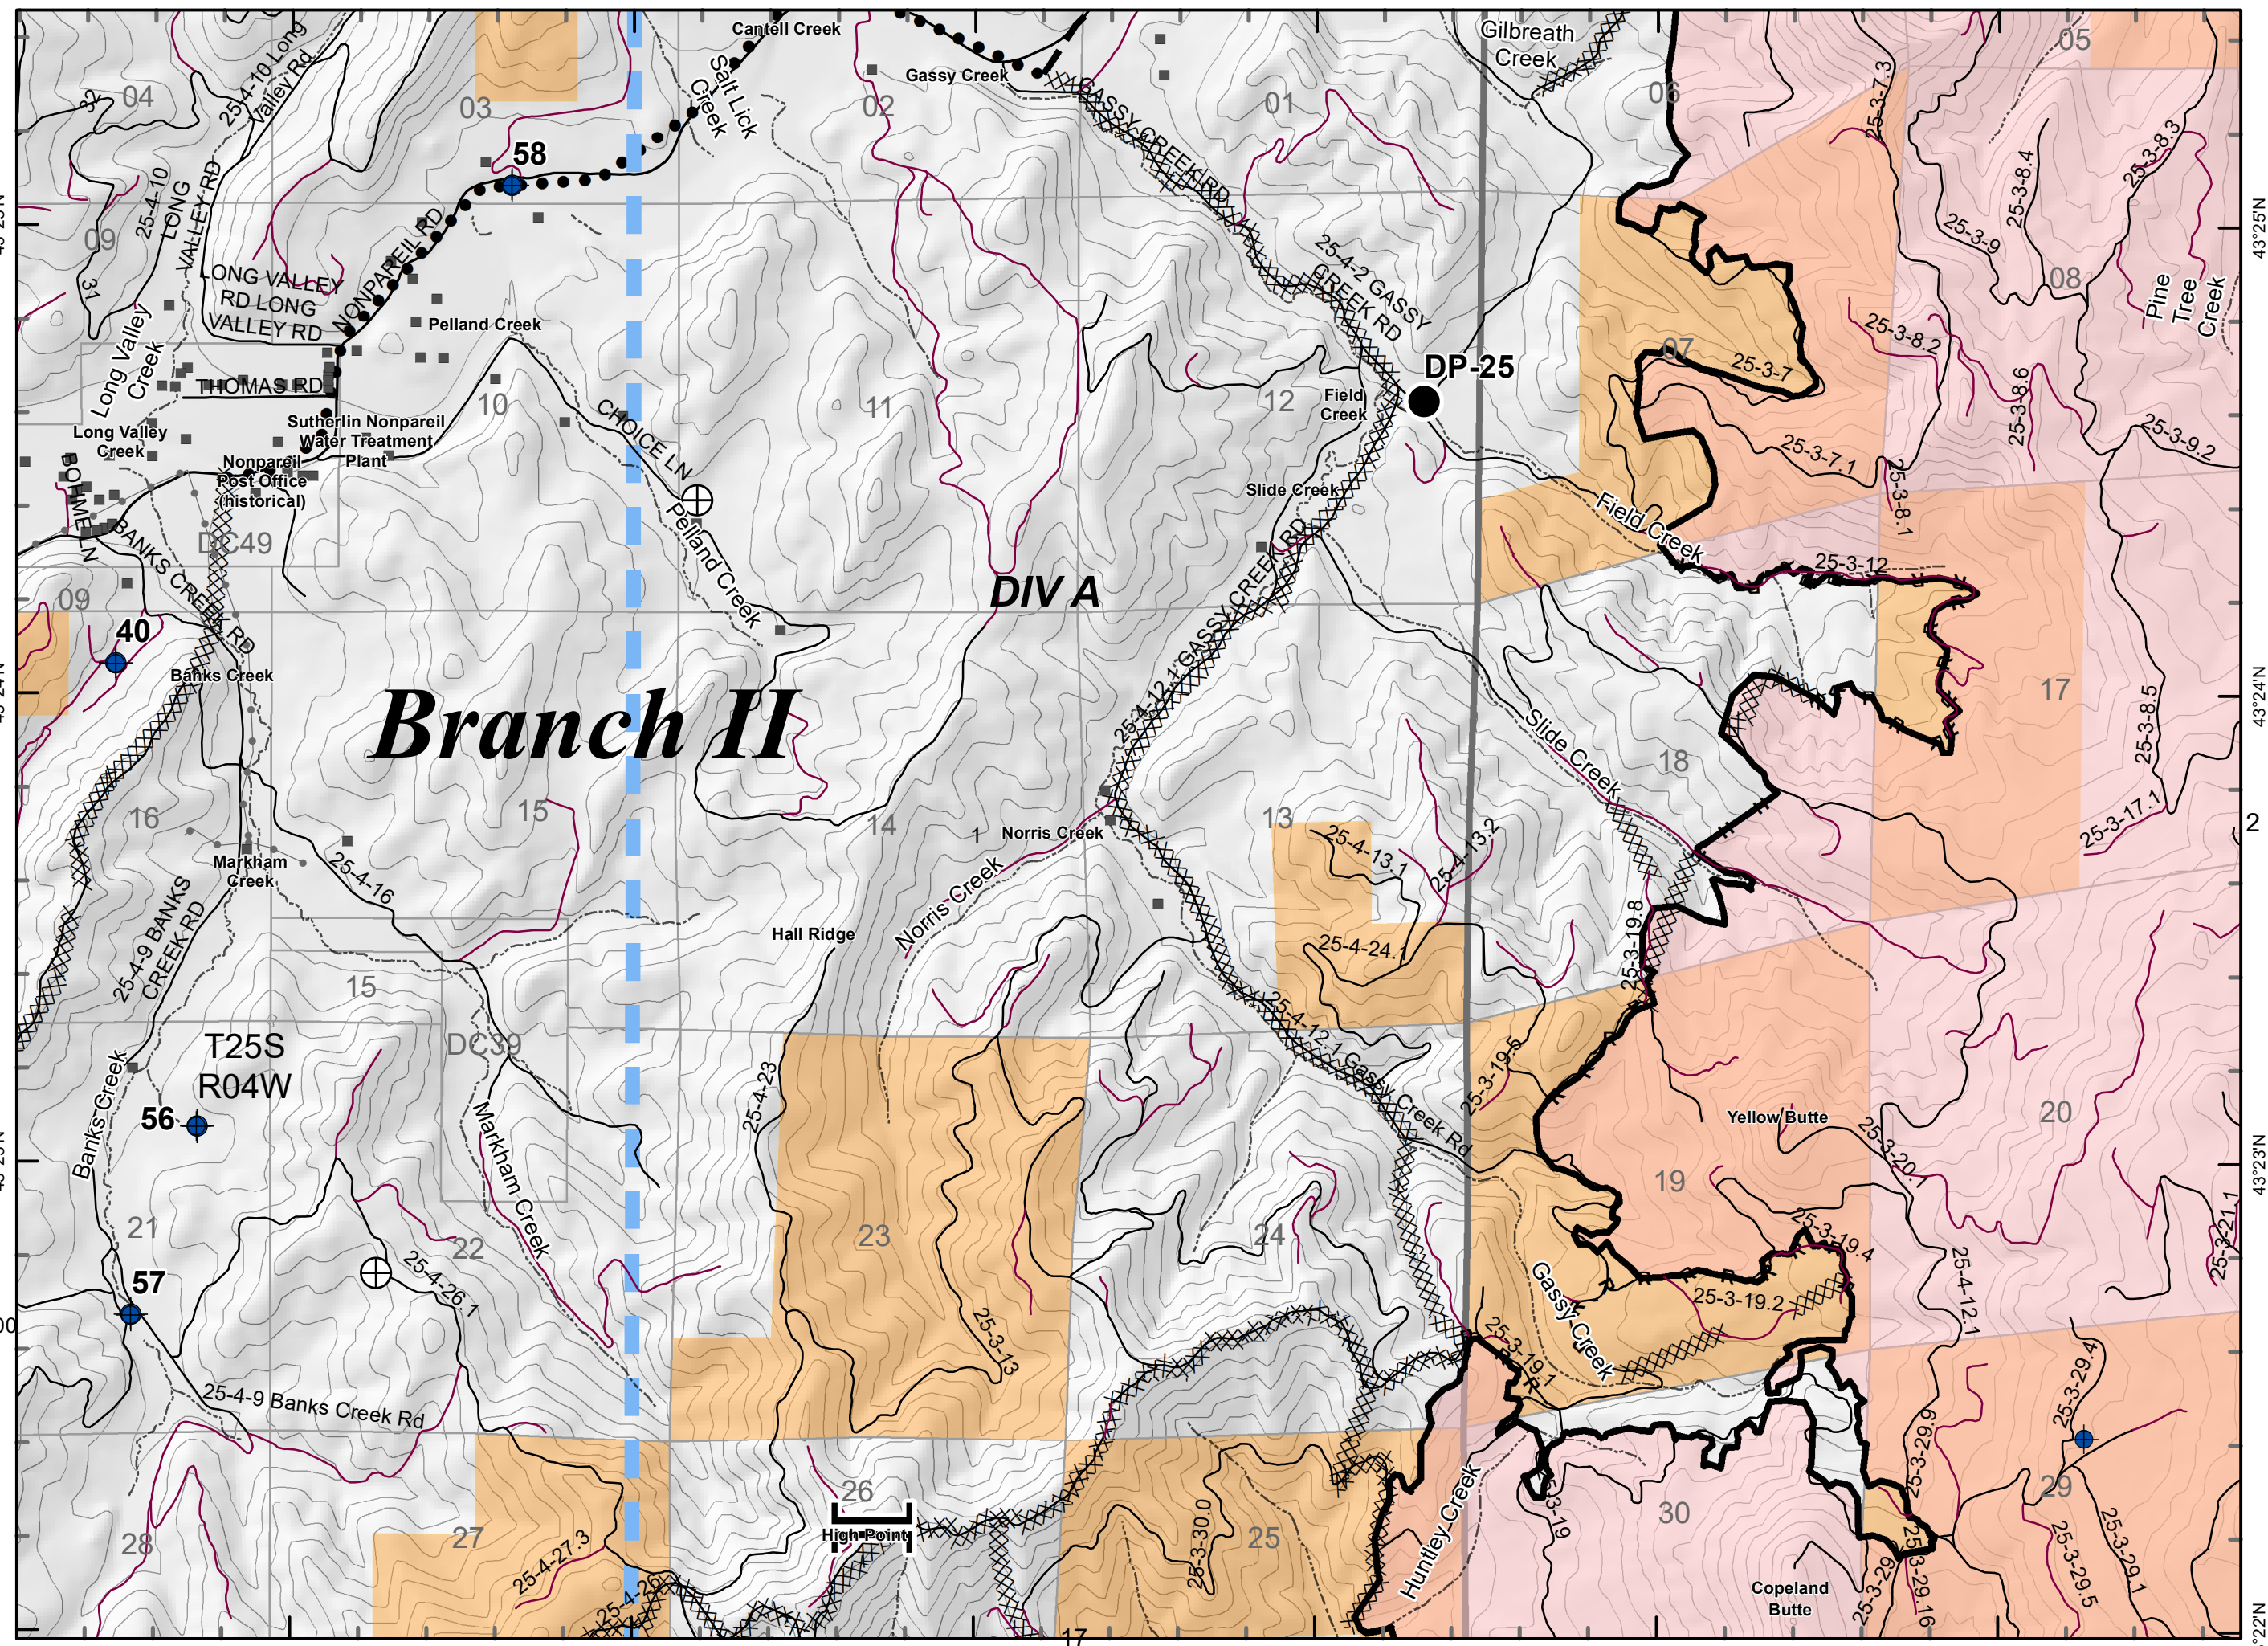 Cantell Creek
Gilbreath
Creek
05
25-4-10 Long
Valley Rd
Salt Lick
Creek
Gassy Creek
25-3-7.3
32
04
03
02
01
06
GASSY CREEK RD
25-3-8.3
58
25-3-8.4
43°25'N
25-4-10
LONG
VALLEY RD
09
NONPAREIL RD
25-4-2 GASSY
CREEK RD
25-3-9
08
43°25'N
31
LONG VALLEY
RD LONG
VALLEY RD
Pine
Tree
Creek
Long Valley
Creek
Pelland Creek
25-3-8.2
07
25-3-7
DP-25
THOMAS RD
10
11
12
Field
Creek
25-3-8.6
CHOICE LN
Sutherlin Nonpareil
Water Treatment
Plant
Long Valley
Creek
25-3-7.1
25-3-9.2
Nonpareil
Post Office
(historical)
BOHME LN
Slide Creek
25-3-8.1
Field Creek
BANKS CREEK RD
DC49
Pelland Creek
25-3-12
DIV A
09
40
25-4-12.1 GASSY CREEK RD
Banks Creek
43°24'N
17
43°24'N
Branch II
25-3-8.5
Slide Creek
18
16
15
14
1
Norris Creek
13
25-3-17.1
2
Markham
Creek
25-4-16
25-4-13.1
25-4-13.2
25-4-9 BANKS
CREEK RD
Norris Creek
Hall Ridge
25-4-24.1
25-3-19.8
15
T25S
R04W
DC39
25-4-12.1 Gassy Creek Rd
25-3-19.5
25-4-23
56
Banks Creek
Markham Creek
Yellow Butte
25-3-20
20
43°23'N
43°23'N
19
21
22
23
24
25-3-19.4
25-3-21.1
57
25-4-26.1
Gassy Creek
25-4-12.1
25-3-19.2
00
25-3-13
25-3-19.1
25-4-9 Banks Creek Rd
25-3-29.4
25-3-29.9
26
29
Huntley Creek
28
27
High Point
25
25-3-30.0
25-4-27.3
30
25-3-29.5
25-3-29.1
25-3-29.16
Copeland
Butte
25-4-26
17